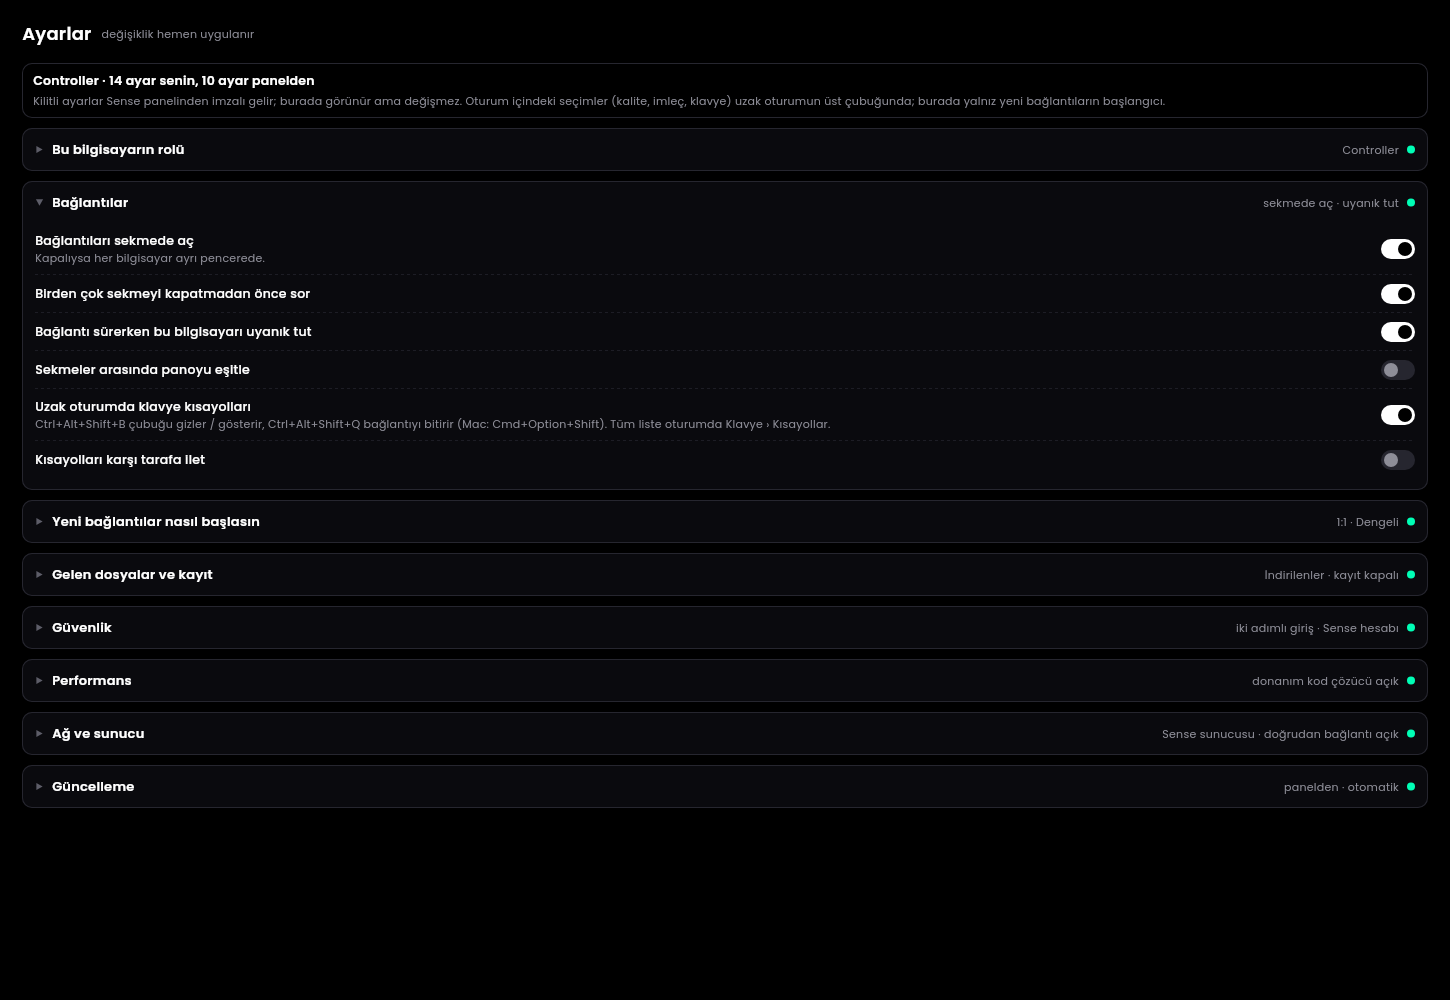 Ayarlar değişiklik hemen uygulanır
Controller · 14 ayar senin, 10 ayar panelden
Kilitli ayarlar Sense panelinden imzalı gelir; burada görünür ama değişmez. Oturum içindeki seçimler (kalite, imleç, klavye) uzak oturumun üst çubuğunda; burada yalnız yeni bağlantıların başlangıcı.
Bu bilgisayarın rolü Controller
Bağlantılar sekmede aç · uyanık tut
Bağlantıları sekmede aç
Kapalıysa her bilgisayar ayrı pencerede.
Birden çok sekmeyi kapatmadan önce sor
Bağlantı sürerken bu bilgisayarı uyanık tut
Sekmeler arasında panoyu eşitle
Uzak oturumda klavye kısayolları
Ctrl+Alt+Shift+B çubuğu gizler / gösterir, Ctrl+Alt+Shift+Q bağlantıyı bitirir (Mac: Cmd+Option+Shift). Tüm liste oturumda Klavye › Kısayollar.
Kısayolları karşı tarafa ilet
Yeni bağlantılar nasıl başlasın 1:1 · Dengeli
Gelen dosyalar ve kayıt İndirilenler · kayıt kapalı
Güvenlik iki adımlı giriş · Sense hesabı
Performans donanım kod çözücü açık
Ağ ve sunucu Sense sunucusu · doğrudan bağlantı açık
Güncelleme panelden · otomatik